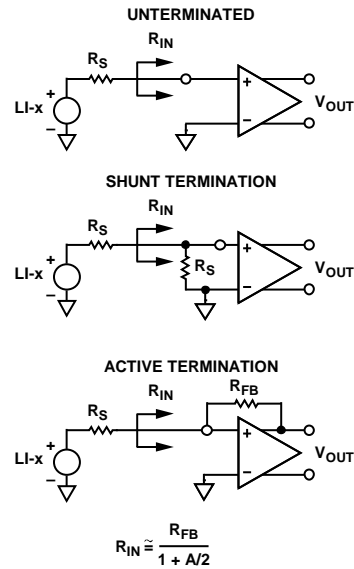 UNTERMINATED
RIN
RS
LI-x
+
–
+
–
VOUT
SHUNT TERMINATION
RIN
RS
LI-x
+
–
RS
+
–
VOUT
ACTIVE TERMINATION
RIN
RFB
RS
LI-x
+
–
+
–
VOUT
RIN ≅ RFB
1 + A/2